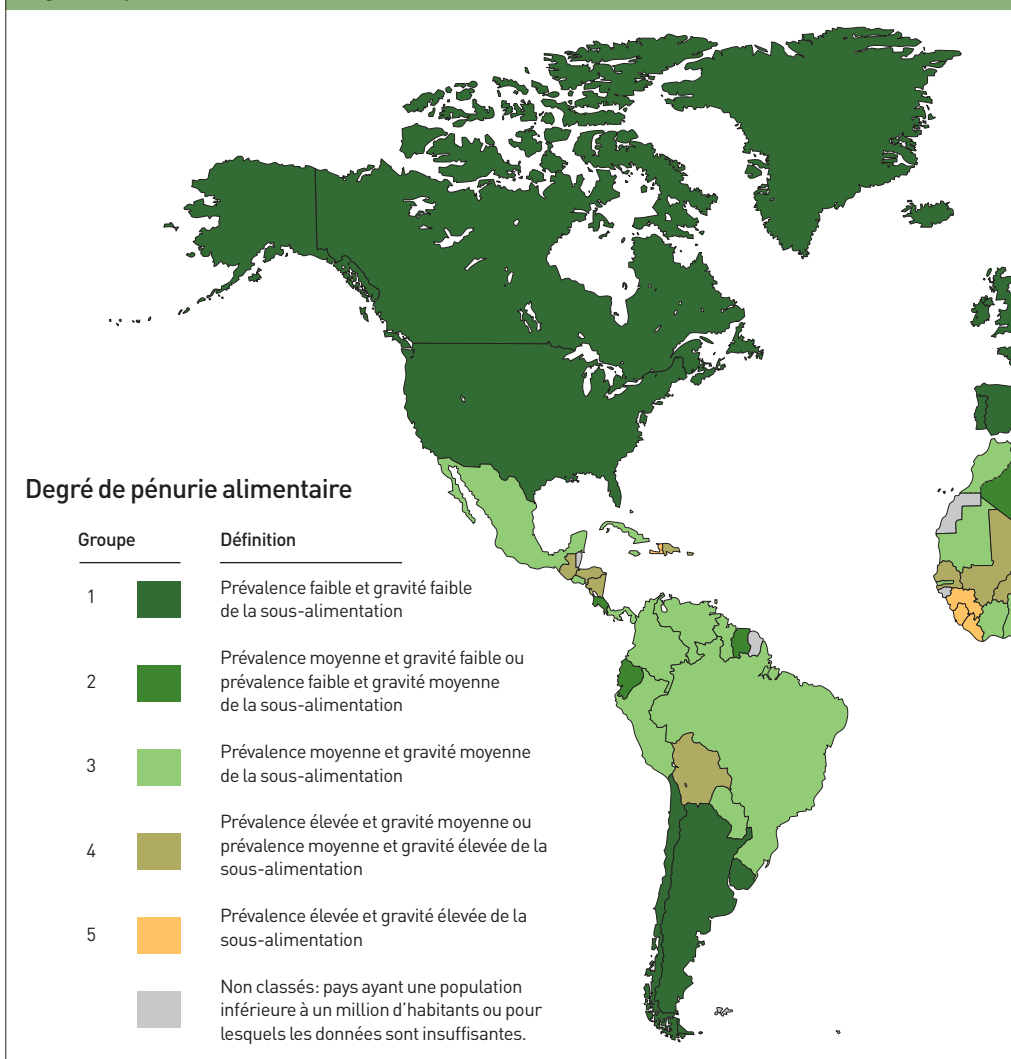 Degré de pénurie alimentaire
Groupe
Définition
1
Prévalence faible et gravité faible
de la sous-alimentation
2
Prévalence moyenne et gravité faible ou
prévalence faible et gravité moyenne
de la sous-alimentation
3
Prévalence moyenne et gravité moyenne
de la sous-alimentation
4
Prévalence élevée et gravité moyenne ou
prévalence moyenne et gravité élevée de la
sous-alimentation
5
Prévalence élevée et gravité élevée de la
sous-alimentation
Non classés: pays ayant une population
inférieure à un million d'habitants ou pour
lesquels les données sont insuffisantes.